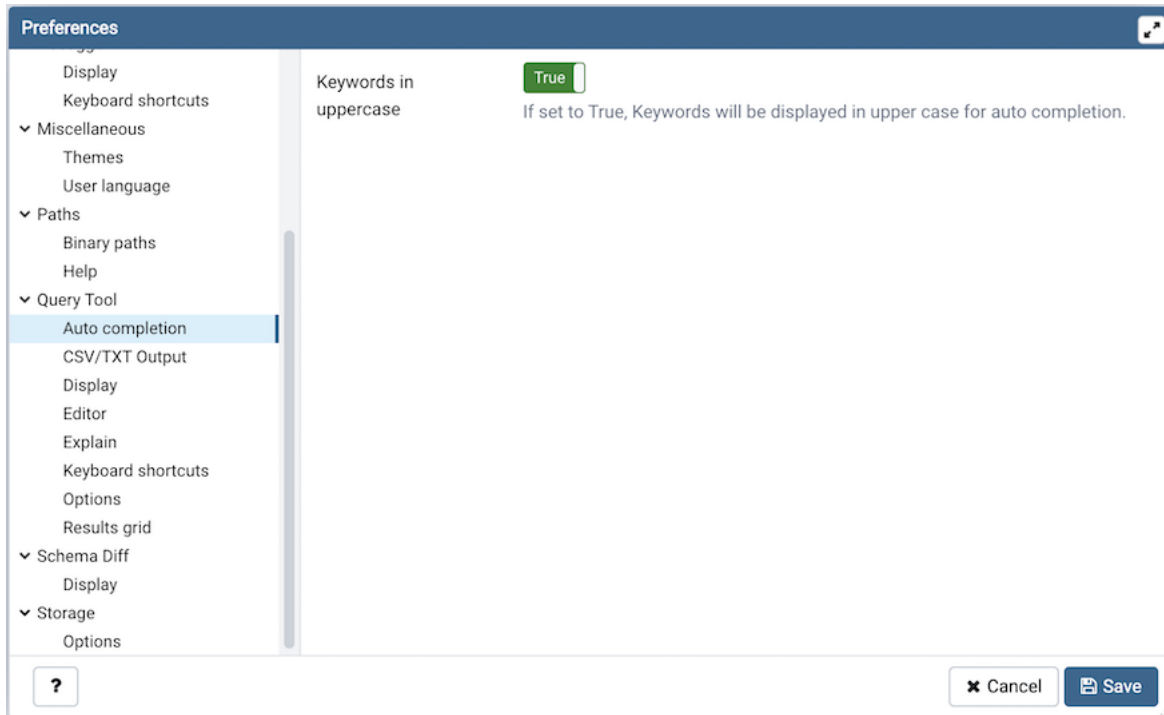 Preferences
Display
Keyboard shortcuts
Miscellaneous
Themes
User language
Paths
Binary paths
Help
Query Tool
Auto completion
CSV/TXT Output
Display
Editor
Explain
Keyboard shortcuts
Options
Results grid
Schema Diff
Display
Storage
Options
Keywords in
uppercase
True
If set to True, Keywords will be displayed in upper case for auto completion.
?
Cancel
Save